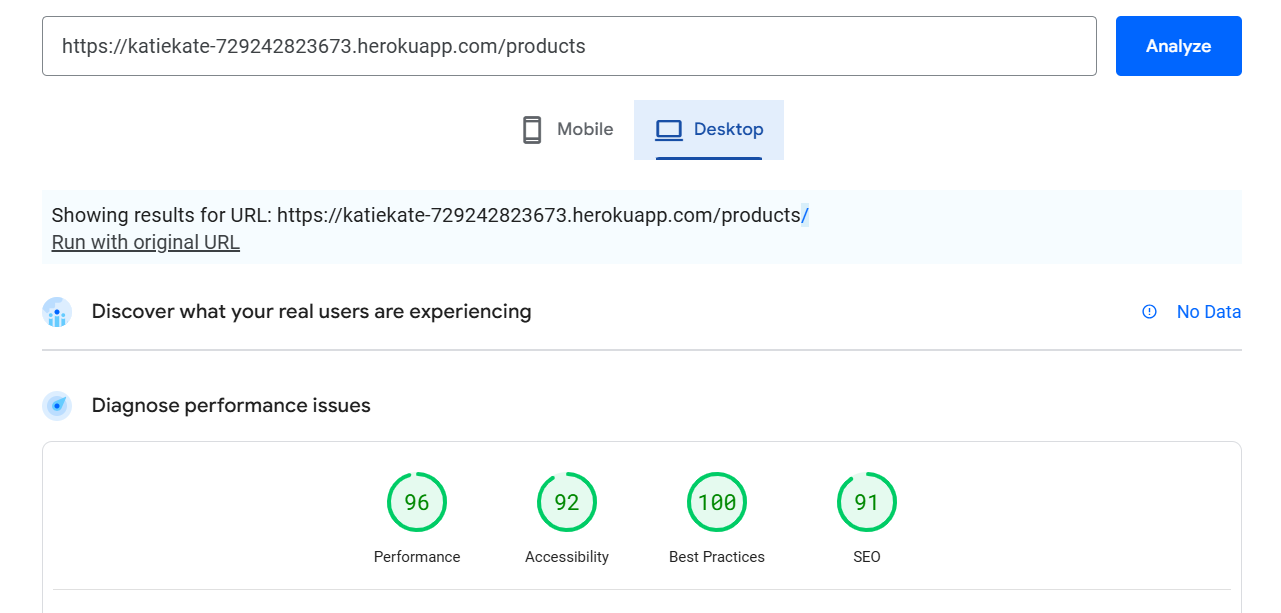 https://katiekate-729242823673.herokuapp.com/products
Analyze
Mobile
Desktop
Showing results for URL: https://katiekate-729242823673.herokuapp.com/products/
Run with original URL
Discover what your real users are experiencing
No Data
Diagnose performance issues
96
92
100
91
Performance
Accessibility
Best Practices
SEO